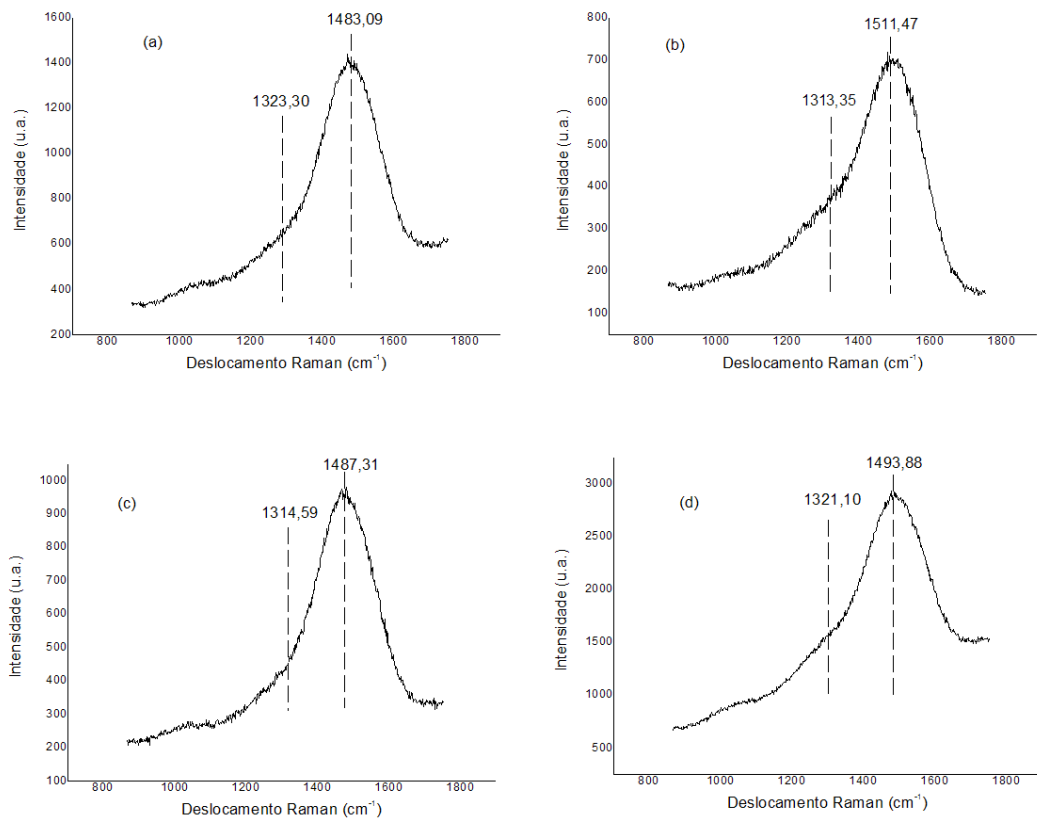 (a)
1483,09
1323,30
Intensidade (u.a.)
1600
1400
1200
1000
800
600
400
200
800 1000 1200 1400 1600 1800
Deslocamento Raman (cm⁻¹)
(b)
1511,47
1313,35
Intensidade (u.a.)
800
700
600
500
400
300
200
100
1000 1200 1400 1600 1800
Deslocamento Raman (cm⁻¹)
(c)
1487,31
1314,59
Intensidade (u.a.)
1000
900
800
700
600
500
400
300
200
100
800 1000 1200 1400 1600 1800
Deslocamento Raman (cm⁻¹)
(d)
1493,88
1321,10
Intensidade (u.a.)
3000
2500
2000
1500
1000
500
800 1000 1200 1400 1600 1800
Deslocamento Raman (cm⁻¹)